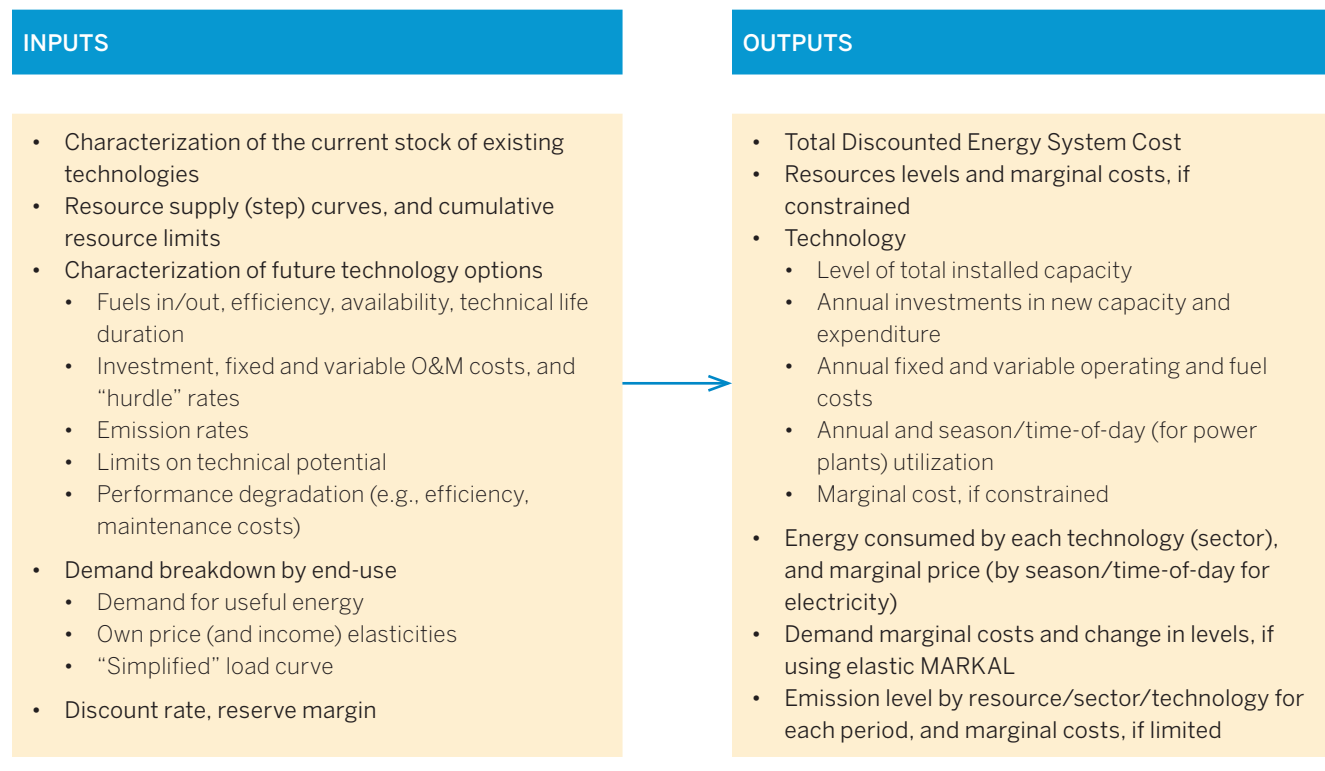 INPUTS
• Characterization of the current stock of existing
technologies
• Resource supply (step) curves, and cumulative
resource limits
• Characterization of future technology options
• Fuels in/out, efficiency, availability, technical life
duration
• Investment, fixed and variable O&M costs, and
“hurdle” rates
• Emission rates
• Limits on technical potential
• Performance degradation (e.g., efficiency,
maintenance costs)
• Demand breakdown by end-use
• Demand for useful energy
• Own price (and income) elasticities
• “Simplified” load curve
• Discount rate, reserve margin
OUTPUTS
• Total Discounted Energy System Cost
• Resources levels and marginal costs, if
constrained
• Technology
• Level of total installed capacity
• Annual investments in new capacity and
expenditure
• Annual fixed and variable operating and fuel
costs
• Annual and season/time-of-day (for power
plants) utilization
• Marginal cost, if constrained
• Energy consumed by each technology (sector),
and marginal price (by season/time-of-day for
electricity)
• Demand marginal costs and change in levels, if
using elastic MARKAL
• Emission level by resource/sector/technology for
each period, and marginal costs, if limited